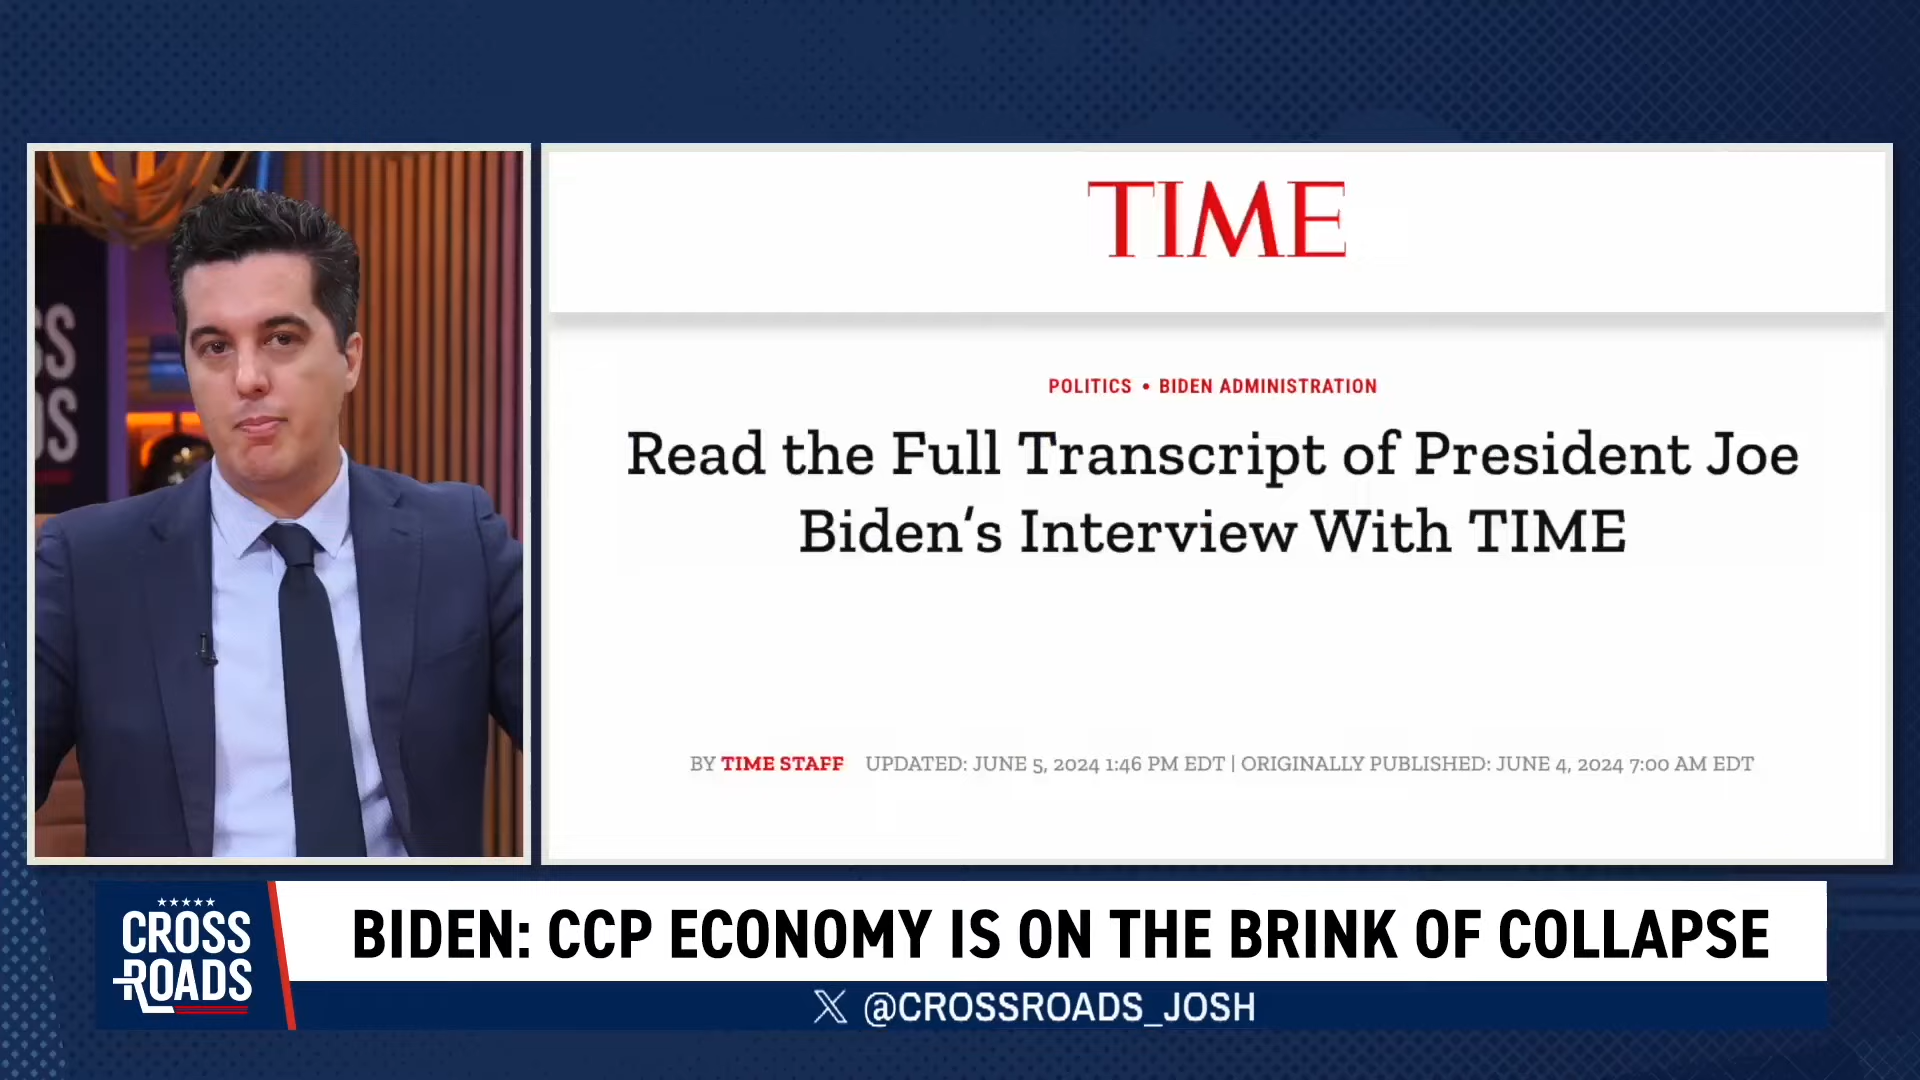 SS
DS
TIME
POLITICS • BIDEN ADMINISTRATION
Read the Full Transcript of President Joe
Biden’s Interview With TIME
BY TIME STAFF UPDATED: JUNE 5, 2024 1:46 PM EDT | ORIGINALLY PUBLISHED: JUNE 4, 2024 7:00 AM EDT
CROSS
ROADS
BIDEN: CCP ECONOMY IS ON THE BRINK OF COLLAPSE
X @CROSSROADS_JOSH